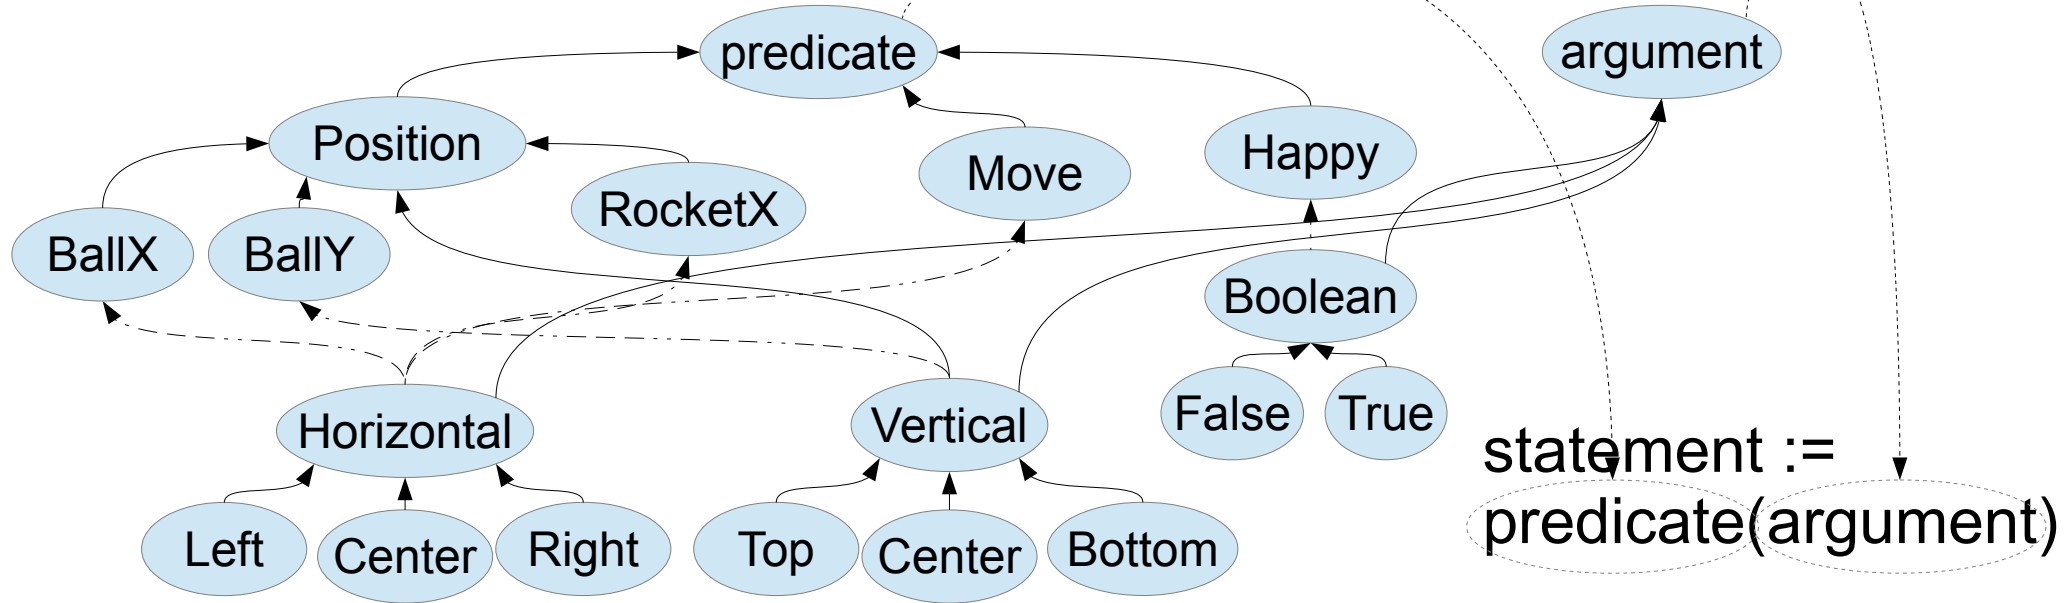 predicate
argument
Position
Move
Happy
RocketX
BallX
BallY
Boolean
Horizontal
Vertical
False
True
statement :=
predicate(argument)
Left
Center
Right
Top
Center
Bottom